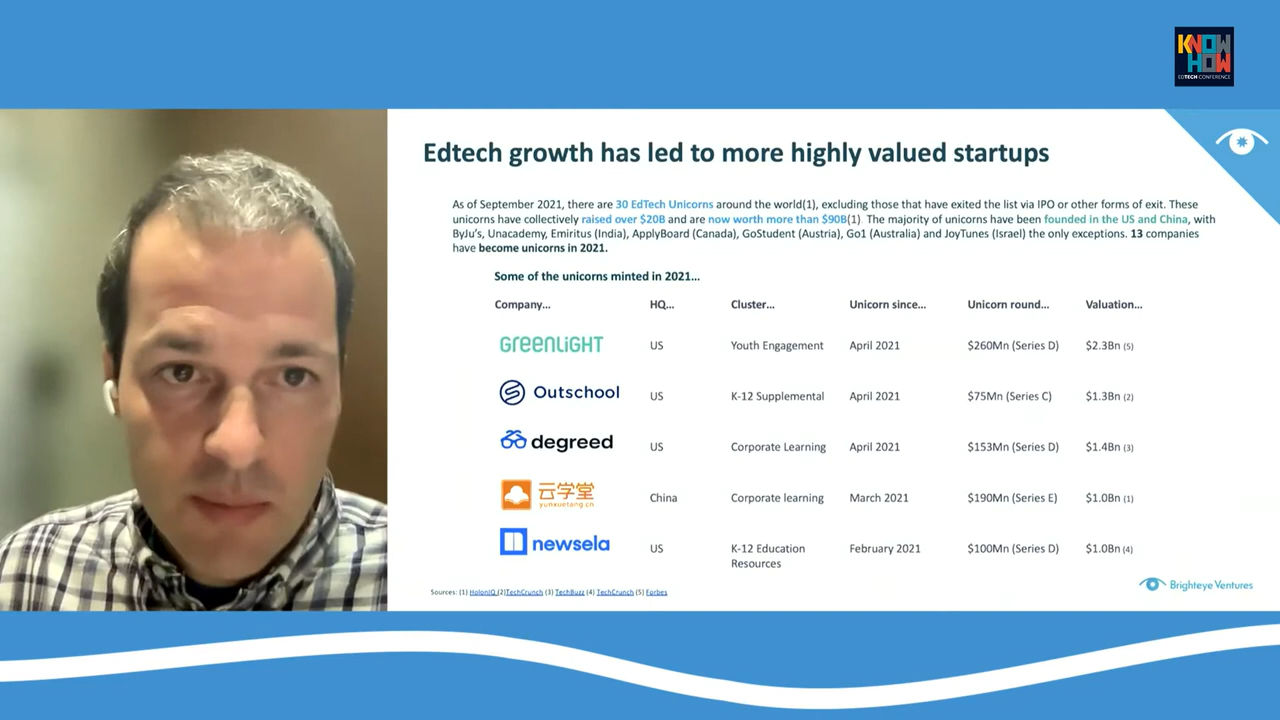 KNOW
HOW
EDTECH CONFERENCE
Edtech growth has led to more highly valued startups
As of September 2021, there are 30 EdTech Unicorns around the world(1), excluding those that have exited the list via IPO or other forms of exit. These
unicorns have collectively raised over $20B and are now worth more than $90B(1). The majority of unicorns have been founded in the US and China, with
ByJu's, Unacademy, Emiritus (India), ApplyBoard (Canada), GoStudent (Austria), Go1 (Australia) and JoyTunes (Israel) the only exceptions. 13 companies
have become unicorns in 2021.
Some of the unicorns minted in 2021...
Company... HQ... Cluster... Unicorn since... Unicorn round... Valuation...
GREENLIGHT US Youth Engagement April 2021 $260Mn (Series D) $2.3Bn (5)
Outschool US K-12 Supplemental April 2021 $75Mn (Series C) $1.3Bn (2)
degreed US Corporate Learning April 2021 $153Mn (Series D) $1.4Bn (3)
云学堂
yunxuetang.cn China Corporate learning March 2021 $190Mn (Series E) $1.0Bn (1)
newsela US K-12 Education February 2021 $100Mn (Series D) $1.0Bn (4)
Resources
Sources: (1) HolonIQ (2)TechCrunch (3) TechBuzz (4) TechCrunch (5) Forbes
Brighteye Ventures